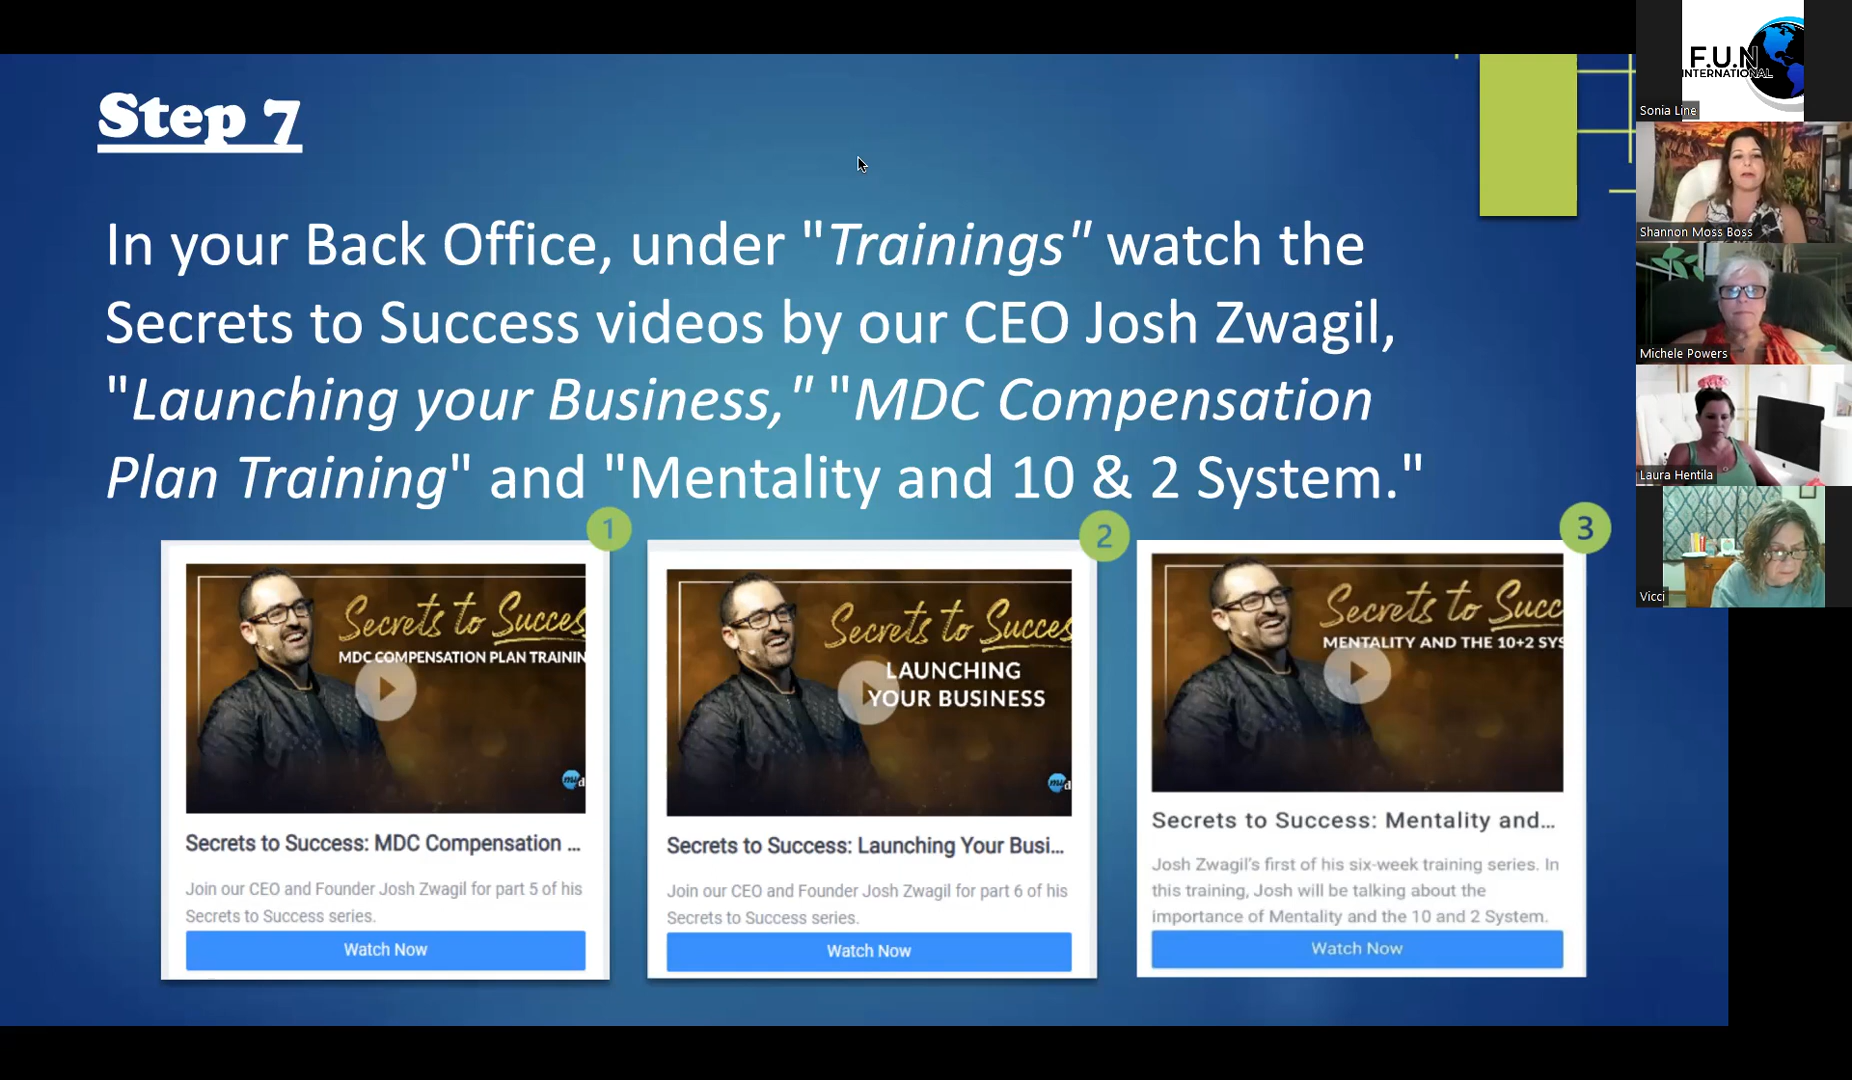 Step 7
In your Back Office, under "Trainings" watch the
Secrets to Success videos by our CEO Josh Zwagil,
"Launching your Business," "MDC Compensation
Plan Training" and "Mentality and 10 & 2 System."
1
Secrets to Succes
MDC COMPENSATION PLAN TRAININ
Secrets to Success: MDC Compensation ...
Join our CEO and Founder Josh Zwagil for part 5 of his
Secrets to Success series.
Watch Now
2
Secrets to Succes
LAUNCHING
YOUR BUSINESS
Secrets to Success: Launching Your Busi...
Join our CEO and Founder Josh Zwagil for part 6 of his
Secrets to Success series.
Watch Now
3
Secrets to Succ
MENTALITY AND THE 10+2 SYS
Secrets to Success: Mentality and...
Josh Zwagil's first of his six-week training series. In
this training, Josh will be talking about the
importance of Mentality and the 10 and 2 System.
Watch Now
F.U.N
INTERNATIONAL
Sonia Line
Shannon Moss Boss
Michele Powers
Laura Hentila
Vicci